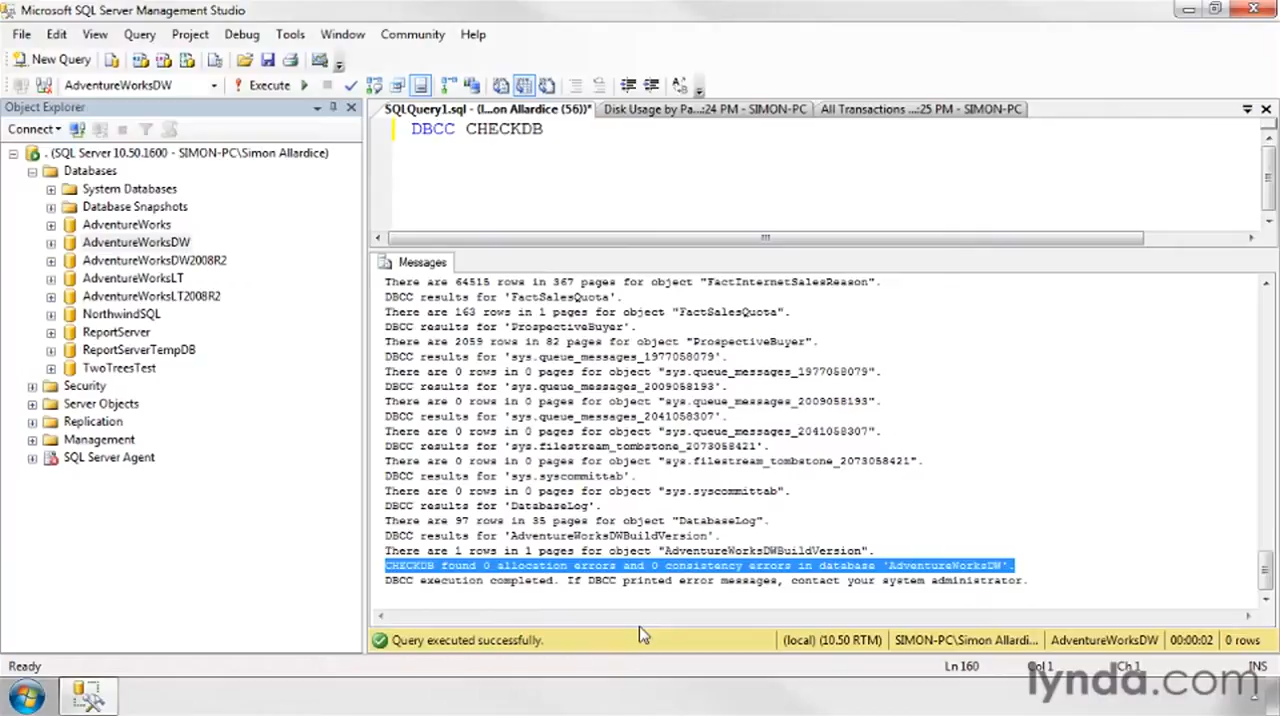 Microsoft SQL Server Management Studio
File Edit View Query Project Debug Tools Window Community Help
New Query
AdventureWorksDW Execute
Object Explorer
SQLQuery1.sql - (l...on Allardice (56))* Disk Usage by Pa...:24 PM - SIMON-PC All Transactions ...:25 PM - SIMON-PC
Connect
DBCC CHECKDB
. (SQL Server 10.50.1600 - SIMON-PC\Simon Allardice)
Databases
System Databases
Database Snapshots
AdventureWorks
AdventureWorksDW
AdventureWorksDW2008R2
AdventureWorksLT
AdventureWorksLT2008R2
NorthwindSQL
ReportServer
ReportServerTempDB
TwoTreesTest
Security
Server Objects
Replication
Management
SQL Server Agent
Messages
There are 64515 rows in 367 pages for object "FactInternetSalesReason".
DBCC results for 'FactSalesQuota'.
There are 163 rows in 1 pages for object "FactSalesQuota".
DBCC results for 'ProspectiveBuyer'.
There are 2059 rows in 82 pages for object "ProspectiveBuyer".
DBCC results for 'sys.queue_messages_1977058079'.
There are 0 rows in 0 pages for object "sys.queue_messages_1977058079".
DBCC results for 'sys.queue_messages_2009058193'.
There are 0 rows in 0 pages for object "sys.queue_messages_2009058193".
DBCC results for 'sys.queue_messages_2041058307'.
There are 0 rows in 0 pages for object "sys.queue_messages_2041058307".
DBCC results for 'sys.filestream_tombstone_2073058421'.
There are 0 rows in 0 pages for object "sys.filestream_tombstone_2073058421".
DBCC results for 'sys.syscommittab'.
There are 0 rows in 0 pages for object "sys.syscommittab".
DBCC results for 'DatabaseLog'.
There are 97 rows in 35 pages for object "DatabaseLog".
DBCC results for 'AdventureWorksDWBuildVersion'.
There are 1 rows in 1 pages for object "AdventureWorksDWBuildVersion".
CHECKDB found 0 allocation errors and 0 consistency errors in database 'AdventureWorksDW'.
DBCC execution completed. If DBCC printed error messages, contact your system administrator.
Query executed successfully. (local) (10.50 RTM) SIMON-PC\Simon Allardi... AdventureWorksDW 00:00:02 0 rows
Ready Ln 160 Col 1 Ch 1 INS
lynda.com